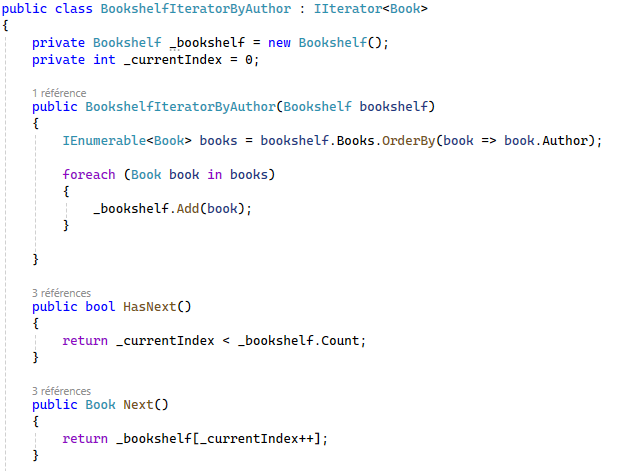 public class BookshelfIteratorByAuthor : IIterator<Book>
{
private Bookshelf _bookshelf = new Bookshelf();
private int _currentIndex = 0;
1 référence
public BookshelfIteratorByAuthor(Bookshelf bookshelf)
{
IEnumerable<Book> books = bookshelf.Books.OrderBy(book => book.Author);
foreach (Book book in books)
{
_bookshelf.Add(book);
}
}
3 références
public bool HasNext()
{
return _currentIndex < _bookshelf.Count;
}
3 références
public Book Next()
{
return _bookshelf[_currentIndex++];
}